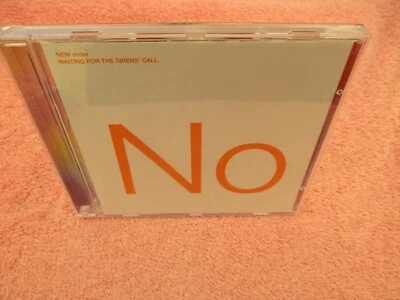 NEW order
'WAITING FOR THE SIRENS' CALL
No